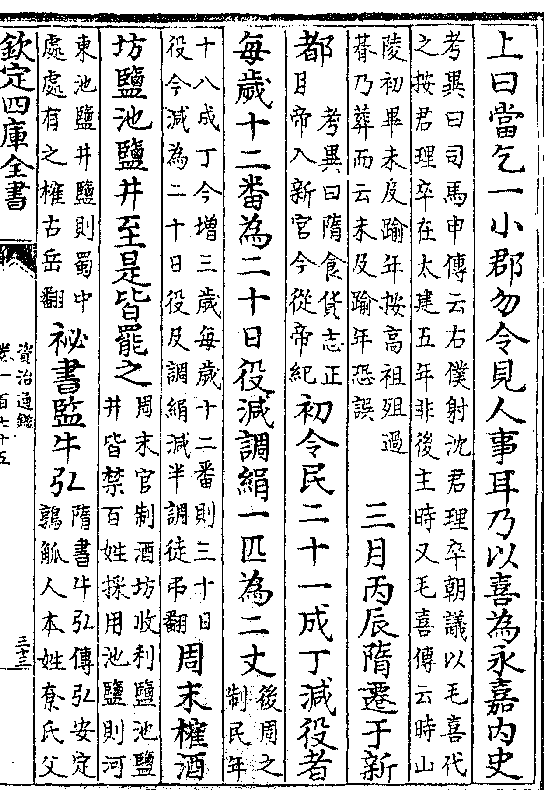 上曰當乞一小郡勿令見人事耳乃以喜為永嘉内史
考異曰司馬申傳云右僕射沈君理卒朝議以毛喜代
之按君理卒在太建五年非後主時又毛喜傳云時山
陵初畢未及踰年按高祖殂過
朞乃葬而云未及踰年恐誤
三月丙辰隋遷于新
都
考異曰隋食貨志正
月帝入新宫今從帝紀
初令民二十一成丁減役者
每歲十二番為二十日役減調絹一匹為二丈
後周之
制民年
十八成丁今增三歲每歲十二番則三十日
役今減為二十日役及調絹減半調徒弔翻
周末榷酒
坊鹽池鹽井至是皆罷之
周末官制酒坊收利鹽池鹽
井皆禁百姓採用池鹽則河
東池鹽井鹽則蜀中
處處有之榷古岳翻
祕書監牛弘
隋書牛弘傳弘安定
鶉觚人本姓尞氏父
欽定四庫全書
資治通鑑
卷一百七十五
三十三